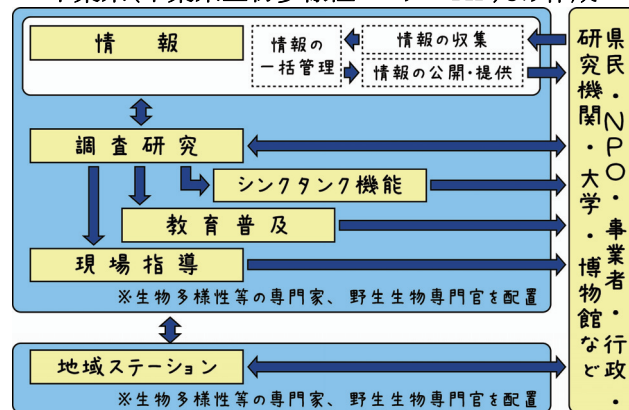 情報
情報の
一括管理
情報の収集
情報の公開・提供
調査研究
シンクタンク機能
教育普及
現場指導
※生物多様性等の専門家、野生生物専門官を配置
地域ステーション
※生物多様性等の専門家、野生生物専門官を配置
県民・NPO・事業者・行政・
研究機関・大学・博物館など